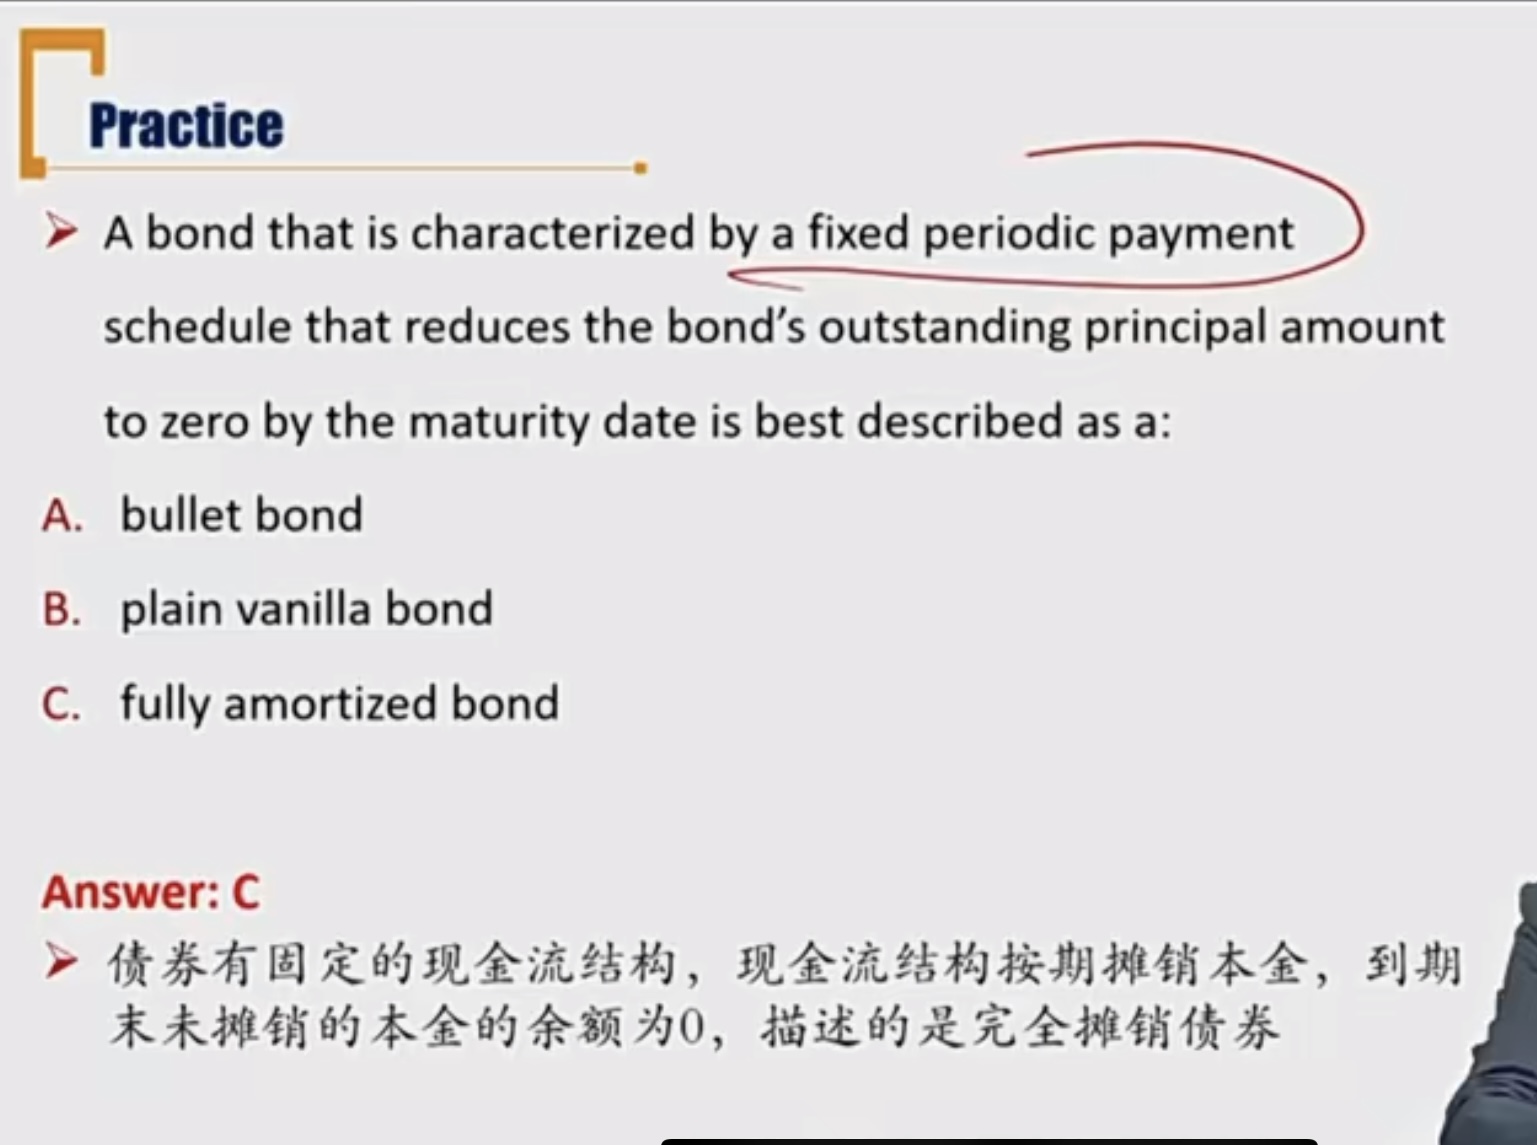 Practice
A bond that is characterized by a fixed periodic payment
schedule that reduces the bond’s outstanding principal amount
to zero by the maturity date is best described as a:
A. bullet bond
B. plain vanilla bond
C. fully amortized bond
Answer: C
债券有固定的现金流结构，现金流结构按期摊销本金，到期
末未摊销的本金的余额为0，描述的是完全摊销债券